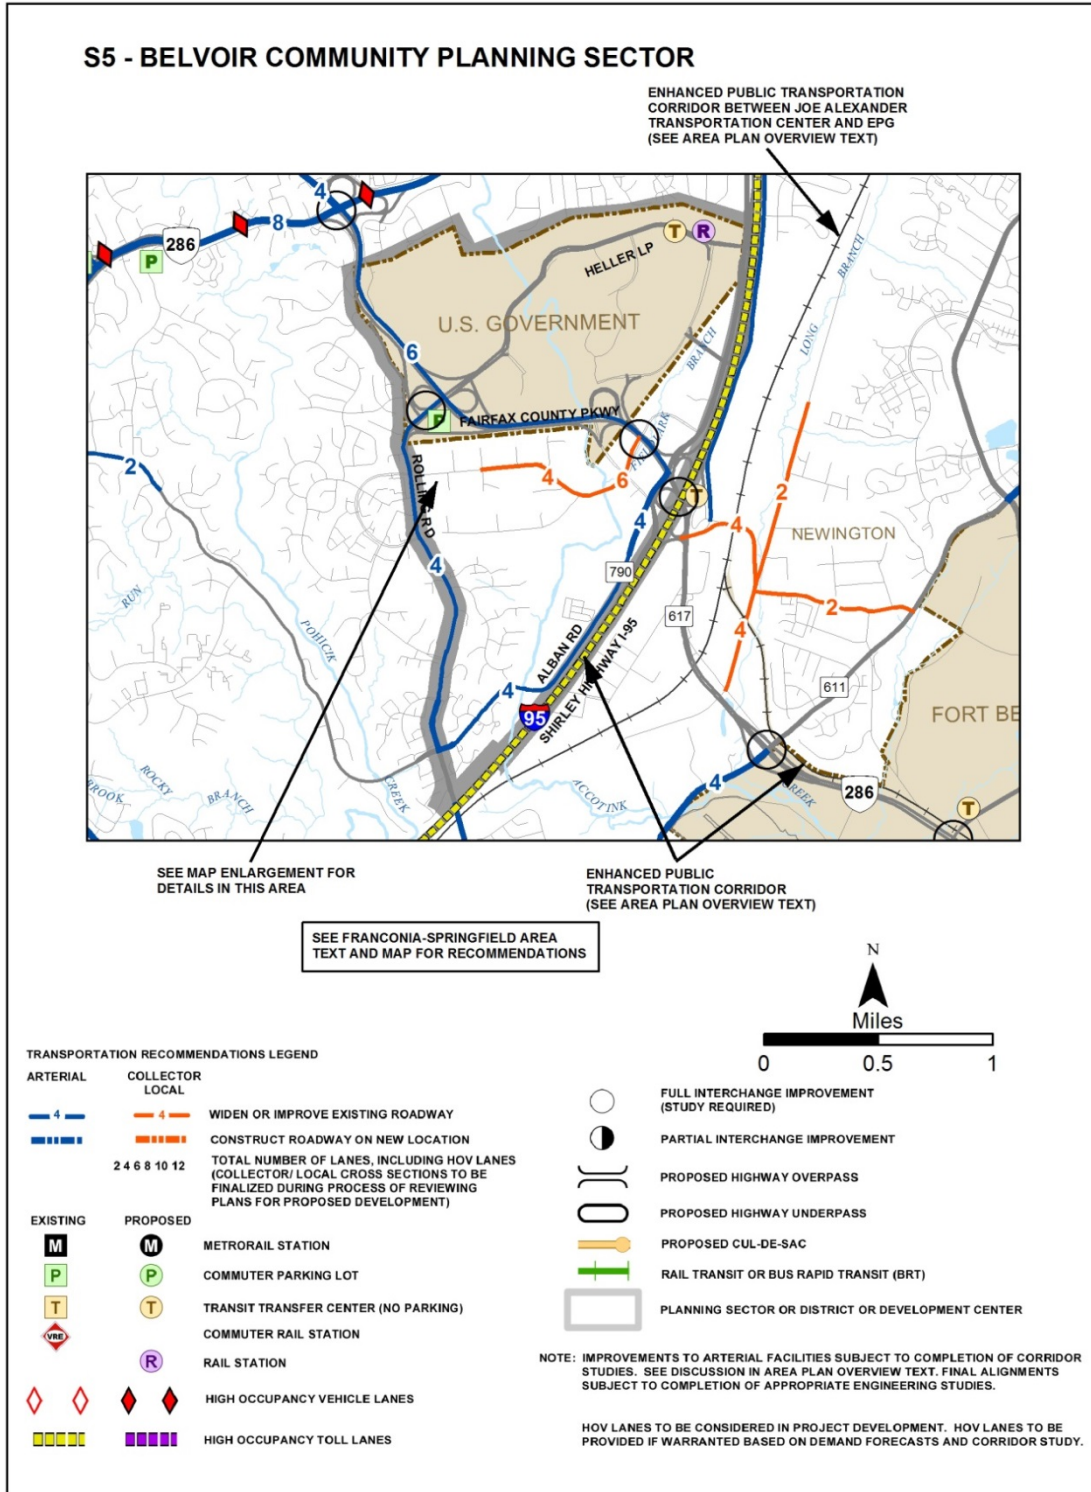 S5 - BELVOIR COMMUNITY PLANNING SECTOR
ENHANCED PUBLIC TRANSPORTATION
CORRIDOR BETWEEN JOE ALEXANDER
TRANSPORTATION CENTER AND EPG
(SEE AREA PLAN OVERVIEW TEXT)
4
8
286
P
T
R
HELLER LP
U.S. GOVERNMENT
BRANCH
LONG
BRANCH
6
P
FAIRFAX COUNTY PKWY
2
ROLLING RD
4
6
T
4
4
2
NEWINGTON
4
790
617
2
4
RUN
POHICIK
ALBAN RD
SHIRLEY HIGHWAY I-95
4
95
611
FORT BE
ROCKY
BROOK
BRANCH
CREEK
ACCOTINK
4
CREEK
286
T
SEE MAP ENLARGEMENT FOR
DETAILS IN THIS AREA
ENHANCED PUBLIC
TRANSPORTATION CORRIDOR
(SEE AREA PLAN OVERVIEW TEXT)
SEE FRANCONIA-SPRINGFIELD AREA
TEXT AND MAP FOR RECOMMENDATIONS
N
Miles
0 0.5 1
TRANSPORTATION RECOMMENDATIONS LEGEND
ARTERIAL
COLLECTOR
LOCAL
4 4 WIDEN OR IMPROVE EXISTING ROADWAY
CONSTRUCT ROADWAY ON NEW LOCATION
2 4 6 8 10 12
TOTAL NUMBER OF LANES, INCLUDING HOV LANES
(COLLECTOR/ LOCAL CROSS SECTIONS TO BE
FINALIZED DURING PROCESS OF REVIEWING
PLANS FOR PROPOSED DEVELOPMENT)
EXISTING PROPOSED
M M METRORAIL STATION
P P COMMUTER PARKING LOT
T T TRANSIT TRANSFER CENTER (NO PARKING)
VRE COMMUTER RAIL STATION
R RAIL STATION
HIGH OCCUPANCY VEHICLE LANES
HIGH OCCUPANCY TOLL LANES
FULL INTERCHANGE IMPROVEMENT
(STUDY REQUIRED)
PARTIAL INTERCHANGE IMPROVEMENT
PROPOSED HIGHWAY OVERPASS
PROPOSED HIGHWAY UNDERPASS
PROPOSED CUL-DE-SAC
RAIL TRANSIT OR BUS RAPID TRANSIT (BRT)
PLANNING SECTOR OR DISTRICT OR DEVELOPMENT CENTER
NOTE: IMPROVEMENTS TO ARTERIAL FACILITIES SUBJECT TO COMPLETION OF CORRIDOR
STUDIES. SEE DISCUSSION IN AREA PLAN OVERVIEW TEXT. FINAL ALIGNMENTS
SUBJECT TO COMPLETION OF APPROPRIATE ENGINEERING STUDIES.
HOV LANES TO BE CONSIDERED IN PROJECT DEVELOPMENT. HOV LANES TO BE
PROVIDED IF WARRANTED BASED ON DEMAND FORECASTS AND CORRIDOR STUDY.